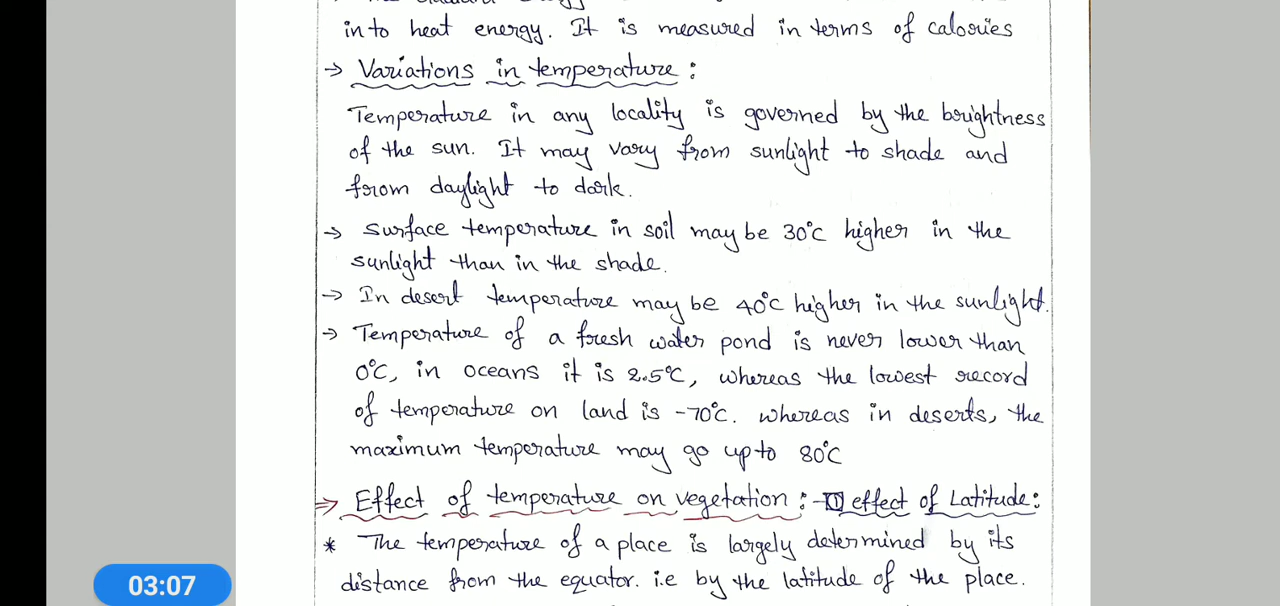 into heat energy. It is measured in terms of calories
→ Variations in temperature :
Temperature in any locality is governed by the brightness
of the sun. It may vary from sunlight to shade and
from daylight to dark.
→ Surface temperature in soil may be 30°C higher in the
sunlight than in the shade.
→ In desert temperature may be 40°C higher in the sunlight.
→ Temperature of a fresh water pond is never lower than
0°C, in oceans it is 2.5°C, whereas the lowest record
of temperature on land is -70°C. whereas in deserts, the
maximum temperature may go up to 80°C
⇒ Effect of temperature on vegetation :- 1 effect of Latitude:
* The temperature of a place is largely determined by its
distance from the equator. i.e by the latitude of the place.
03:07